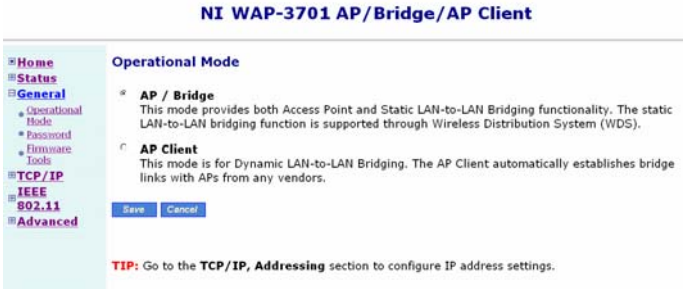 NI WAP-3701 AP/Bridge/AP Client
Home
Status
General
Operational
Mode
Password
Firmware
Tools
TCP/IP
IEEE
802.11
Advanced
Operational Mode
AP / Bridge
This mode provides both Access Point and Static LAN-to-LAN Bridging functionality. The static
LAN-to-LAN bridging function is supported through Wireless Distribution System (WDS).
AP Client
This mode is for Dynamic LAN-to-LAN Bridging. The AP Client automatically establishes bridge
links with APs from any vendors.
Save Cancel
TIP: Go to the TCP/IP, Addressing section to configure IP address settings.